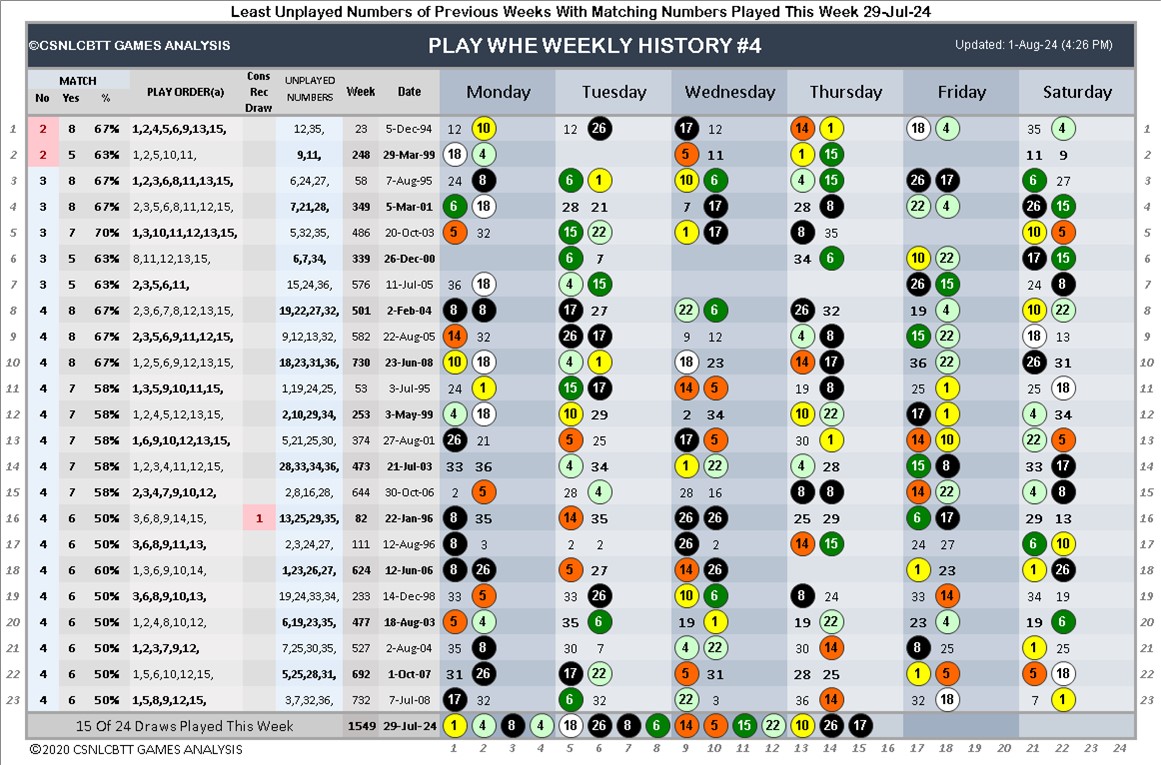 Least Unplayed Numbers of Previous Weeks With Matching Numbers Played This Week 29-Jul-24
©CSNLCBTT GAMES ANALYSIS PLAY WHE WEEKLY HISTORY #4 Updated: 1-Aug-24 (4:26 PM)
MATCH PLAY ORDER(a) Cons Rec Draw UNPLAYED NUMBERS Week Date Monday Tuesday Wednesday Thursday Friday Saturday
No Yes %
1 2 8 67% 1,2,4,5,6,9,13,15, 12,35, 23 5-Dec-94 12 10 12 26 17 12 14 1 18 4 35 4 1
2 2 5 63% 1,2,5,10,11, 9,11, 248 29-Mar-99 18 4 5 11 1 15 11 9 2
3 3 8 67% 1,2,3,6,8,11,13,15, 6,24,27, 58 7-Aug-95 24 8 6 1 10 6 4 15 26 17 6 27 3
4 3 8 67% 2,3,5,6,8,11,12,15, 7,21,28, 349 5-Mar-01 6 18 28 21 7 17 28 8 22 4 26 15 4
5 3 7 70% 1,3,10,11,12,13,15, 5,32,35, 486 20-Oct-03 5 32 15 22 1 17 8 35 10 5 5
6 3 5 63% 8,11,12,13,15, 6,7,34, 339 26-Dec-00 6 7 34 6 10 22 17 15 6
7 3 5 63% 2,3,5,6,11, 15,24,36, 576 11-Jul-05 36 18 4 15 26 15 24 8 7
8 4 8 67% 2,3,6,7,8,12,13,15, 19,22,27,32, 501 2-Feb-04 8 8 17 27 22 6 26 32 19 4 10 22 8
9 4 8 67% 2,3,5,6,9,11,12,15, 9,12,13,32, 582 22-Aug-05 14 32 26 17 9 12 4 8 15 22 18 13 9
10 4 8 67% 1,2,5,6,9,12,13,15, 18,23,31,36, 730 23-Jun-08 10 18 4 1 18 23 14 17 36 22 26 31 10
11 4 7 58% 1,3,5,9,10,11,15, 1,19,24,25, 53 3-Jul-95 24 1 15 17 14 5 19 8 25 1 25 18 11
12 4 7 58% 1,2,4,5,12,13,15, 2,10,29,34, 253 3-May-99 4 18 10 29 2 34 10 22 17 1 4 34 12
13 4 7 58% 1,6,9,10,12,13,15, 5,21,25,30, 374 27-Aug-01 26 21 5 25 17 5 30 1 14 10 22 5 13
14 4 7 58% 1,2,3,4,11,12,15, 28,33,34,36, 473 21-Jul-03 33 36 4 34 1 22 4 28 15 8 33 17 14
15 4 7 58% 2,3,4,7,9,10,12, 2,8,16,28, 644 30-Oct-06 2 5 28 4 28 16 8 8 14 22 4 8 15
16 4 6 50% 3,6,8,9,14,15, 1 13,25,29,35, 82 22-Jan-96 8 35 14 35 26 26 25 29 6 17 29 13 16
17 4 6 50% 3,6,8,9,11,13, 2,3,24,27, 111 12-Aug-96 8 3 2 2 26 2 14 15 24 27 6 10 17
18 4 6 60% 1,3,6,9,10,14, 1,23,26,27, 624 12-Jun-06 8 26 5 27 14 26 1 23 1 26 18
19 4 6 50% 3,6,8,9,10,13, 19,24,33,34, 233 14-Dec-98 33 5 33 26 10 6 8 24 33 14 34 19 19
20 4 6 50% 1,2,4,8,10,12, 6,19,23,35, 477 18-Aug-03 5 4 35 6 19 1 19 22 23 4 19 6 20
21 4 6 50% 1,2,3,7,9,12, 7,25,30,35, 527 2-Aug-04 35 8 30 7 4 22 30 14 8 25 1 25 21
22 4 6 50% 1,5,6,10,12,15, 5,25,28,31, 692 1-Oct-07 31 26 17 22 5 31 28 25 1 5 5 18 22
23 4 6 50% 1,5,8,9,12,15, 3,7,32,36, 732 7-Jul-08 17 32 6 32 22 3 36 14 32 18 7 1 23
15 Of 24 Draws Played This Week 1549 29-Jul-24 1 4 8 4 18 26 8 6 14 5 15 22 10 26 17
©2020 CSNLCBTT GAMES ANALYSIS 1 2 3 4 5 6 7 8 9 10 11 12 13 14 15 16 17 18 19 20 21 22 23 24